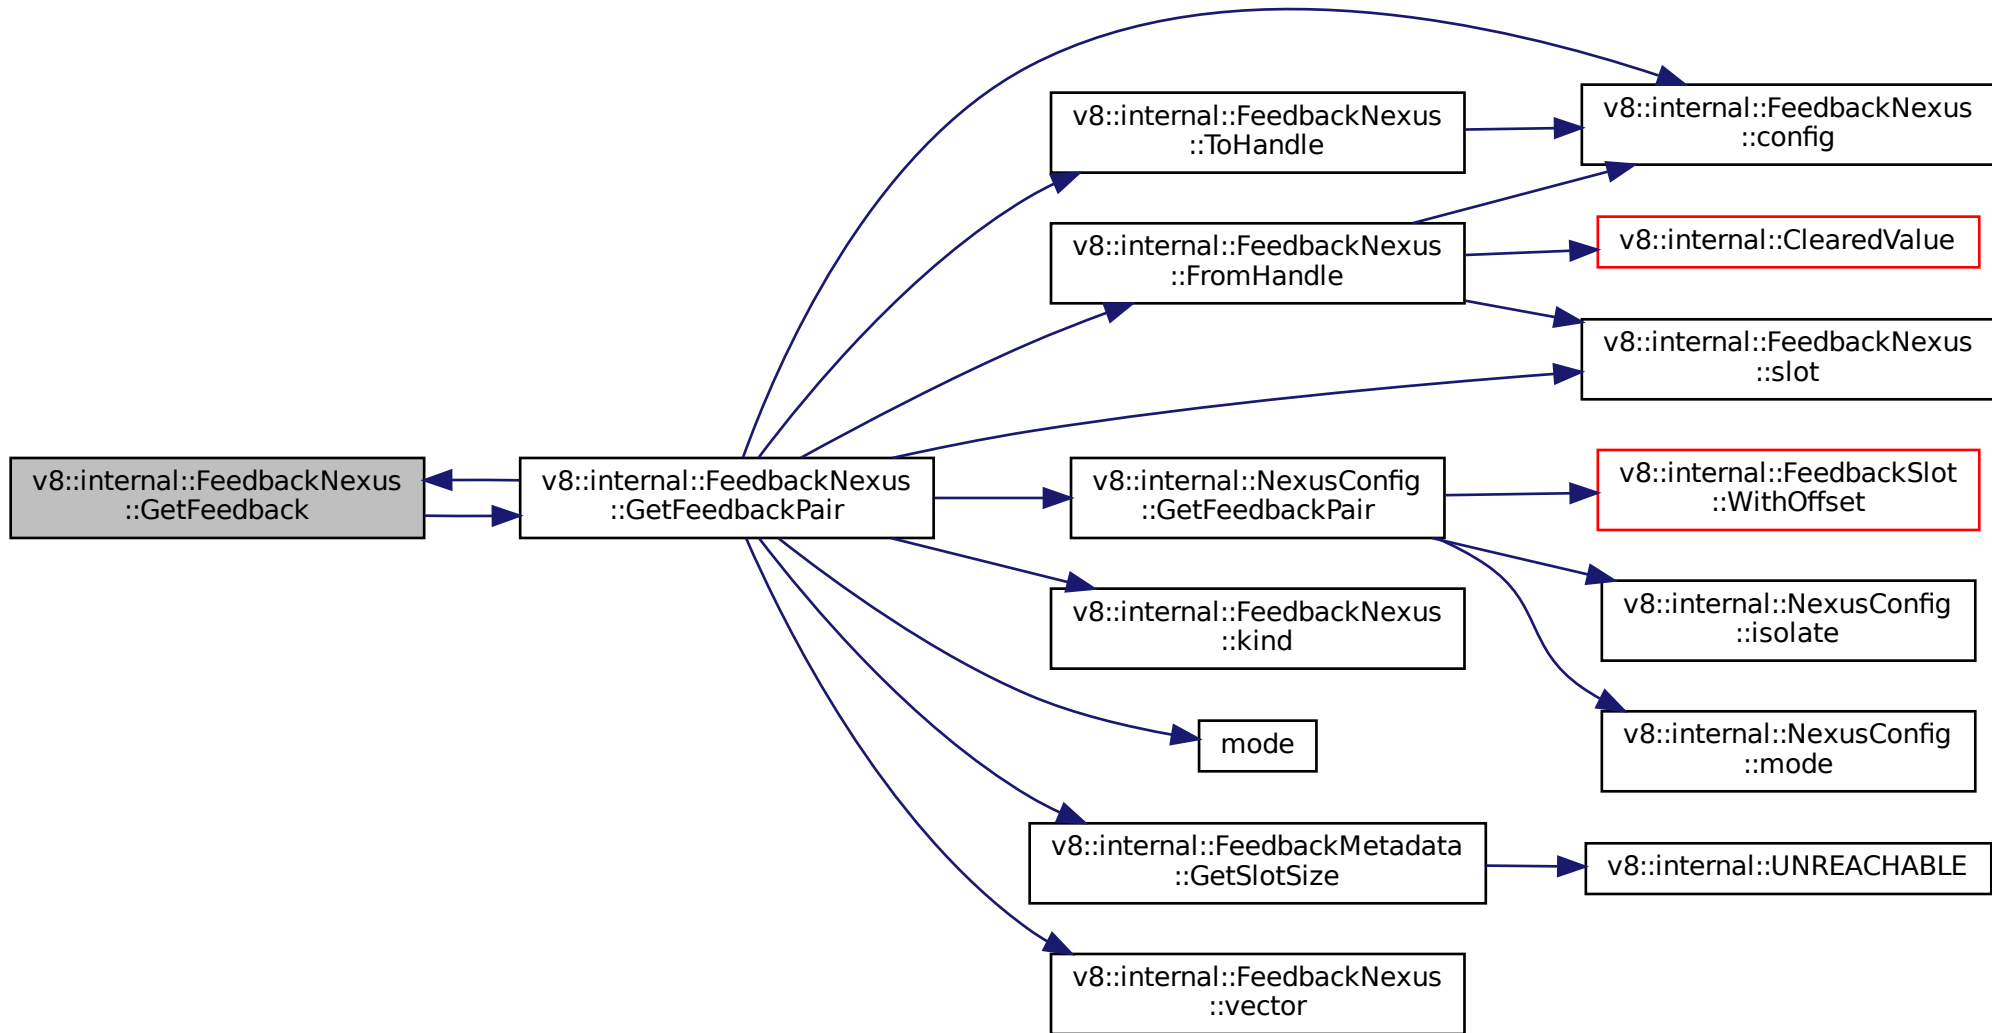 v8::internal::FeedbackNexus
::GetFeedback
v8::internal::FeedbackNexus
::GetFeedbackPair
v8::internal::FeedbackNexus
::ToHandle
v8::internal::FeedbackNexus
::FromHandle
v8::internal::NexusConfig
::GetFeedbackPair
v8::internal::FeedbackNexus
::kind
mode
v8::internal::FeedbackMetadata
::GetSlotSize
v8::internal::FeedbackNexus
::vector
v8::internal::FeedbackNexus
::config
v8::internal::ClearedValue
v8::internal::FeedbackNexus
::slot
v8::internal::FeedbackSlot
::WithOffset
v8::internal::NexusConfig
::isolate
v8::internal::NexusConfig
::mode
v8::internal::UNREACHABLE